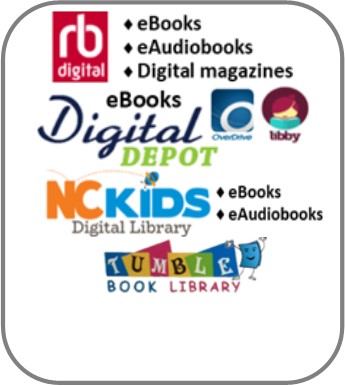 rb
digital
♦ eBooks
♦ eAudiobooks
♦ Digital magazines
eBooks
Digital
DEPOT
OverDrive
libby
NC KIDS
Digital Library
♦ eBooks
♦ eAudiobooks
TUMBLE
BOOK LIBRARY